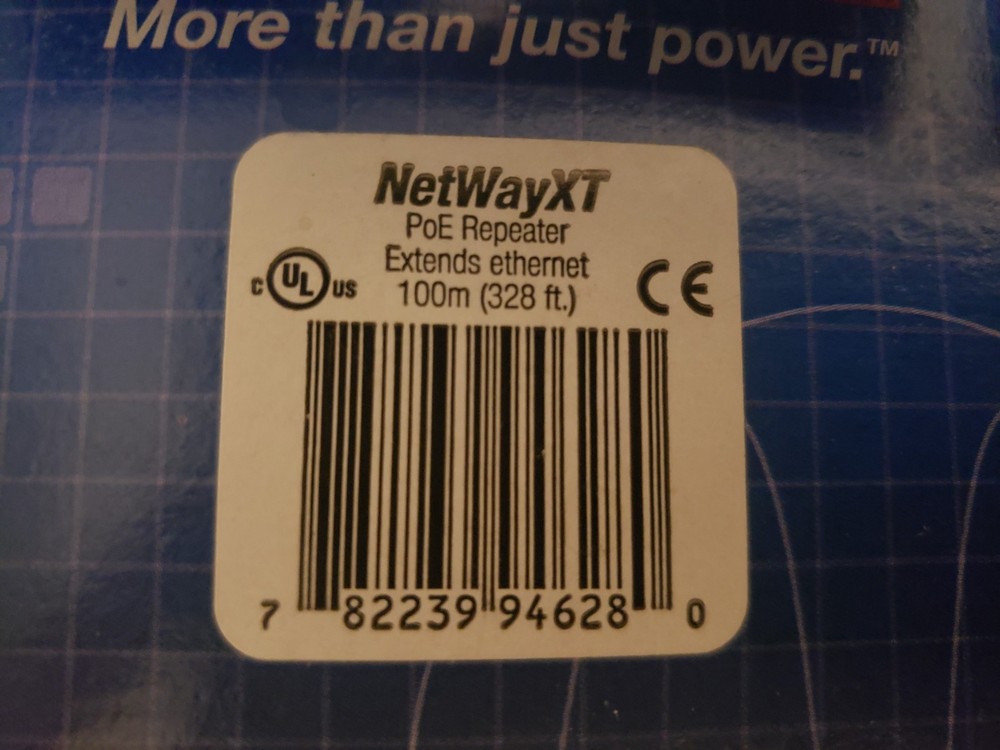 More than just power.™
NetWayXT
PoE Repeater
Extends ethernet
100m (328 ft.)
C UL US
CE
7 82239 94628 0